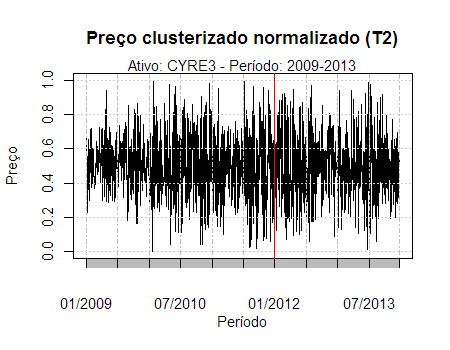 Preço clusterizado normalizado (T2)
Ativo: CYRE3 - Período: 2009-2013
Preço
1.0
0.8
0.6
0.4
0.2
0.0
01/2009 07/2010 01/2012 07/2013
Período